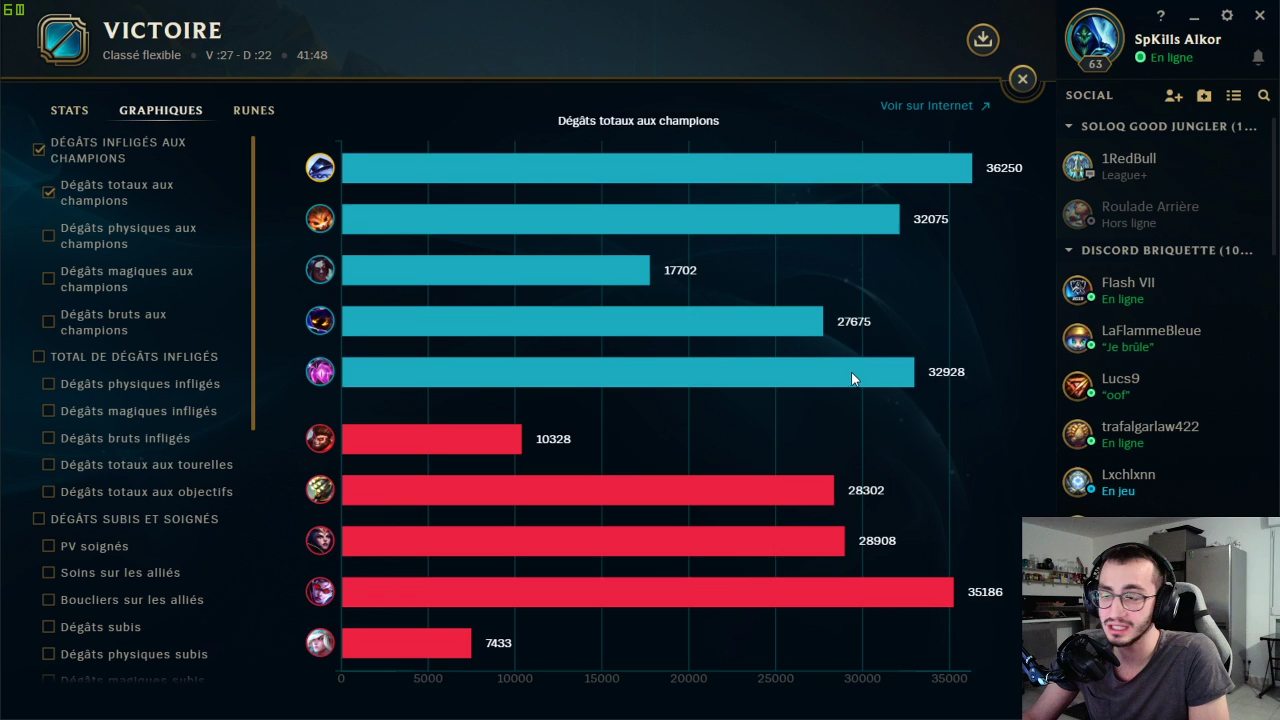 60
VICTOIRE
Classé flexible • V :27 - D :22 • 41:48
STATS
GRAPHIQUES
RUNES
Voir sur Internet
DÉGÂTS INFLIGÉS AUX
CHAMPIONS
Dégâts totaux aux
champions
Dégâts physiques aux
champions
Dégâts magiques aux
champions
Dégâts bruts aux
champions
TOTAL DE DÉGÂTS INFLIGÉS
Dégâts physiques infligés
Dégâts magiques infligés
Dégâts bruts infligés
Dégâts totaux aux tourelles
Dégâts totaux aux objectifs
DÉGÂTS SUBIS ET SOIGNÉS
PV soignés
Soins sur les alliés
Boucliers sur les alliés
Dégâts subis
Dégâts physiques subis
Dégâts magiques subis
Dégâts totaux aux champions
36250
32075
17702
27675
32928
10328
28302
28908
35186
7433
0
5000
10000
15000
20000
25000
30000
35000
?
SpKills Alkor
En ligne
63
SOCIAL
SOLOQ GOOD JUNGLER (1...
1RedBull
League+
Roulade Arrière
Hors ligne
DISCORD BRIQUETTE (10...
Flash VII
En ligne
LaFlammeBleue
"Je brûle"
Lucs9
"oof"
trafalgarlaw422
En ligne
Lxchlxnn
En jeu